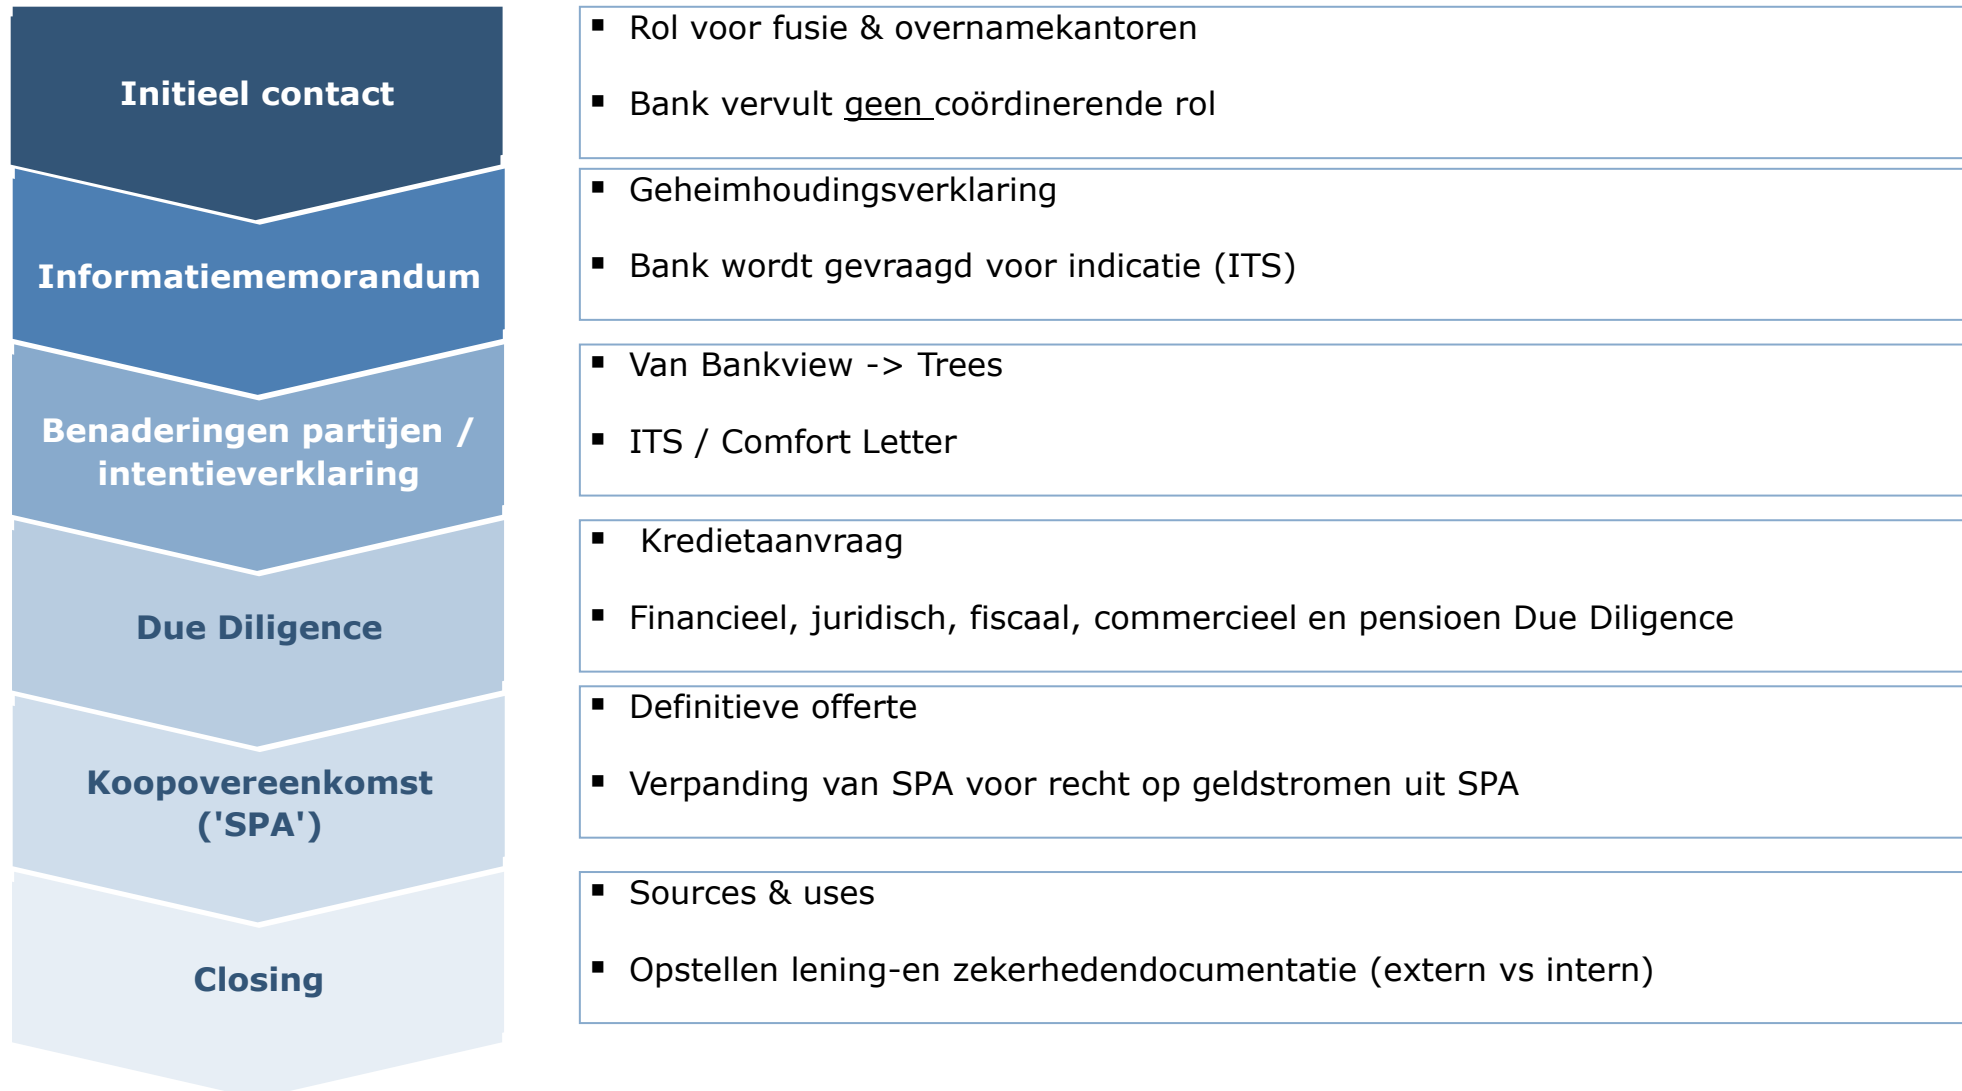 Initieel contact
▪ Rol voor fusie & overnamekantoren
▪ Bank vervult geen coördinerende rol
Informatiememorandum
▪ Geheimhoudingsverklaring
▪ Bank wordt gevraagd voor indicatie (ITS)
Benaderingen partijen /
intentieverklaring
▪ Van Bankview -> Trees
▪ ITS / Comfort Letter
Due Diligence
▪ Kredietaanvraag
▪ Financieel, juridisch, fiscaal, commercieel en pensioen Due Diligence
Koopovereenkomst
('SPA')
▪ Definitieve offerte
▪ Verpanding van SPA voor recht op geldstromen uit SPA
Closing
▪ Sources & uses
▪ Opstellen lening-en zekerhedendocumentatie (extern vs intern)